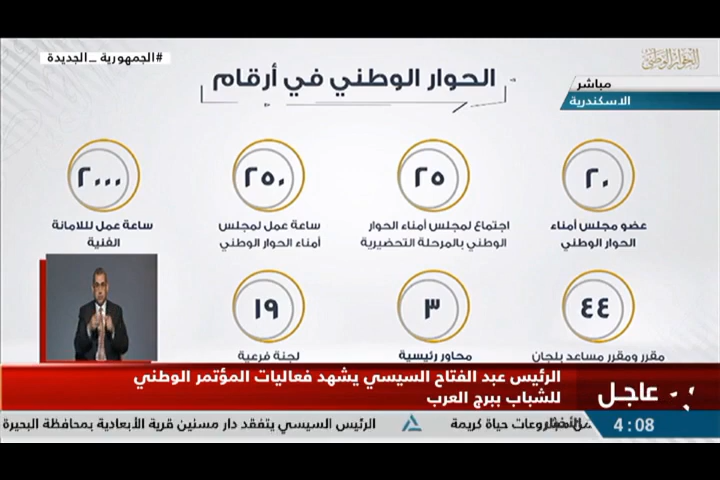 #الجمهورية _الجديدة
الحوار الوطني
مباشر
الاسكندرية
الحوار الوطني في أرقام
٢٠
عضو مجلس أمناء
الحوار الوطني
٢٥
اجتماع لمجلس أمناء الحوار
الوطني بالمرحلة التحضيرية
٢٥٠
ساعة عمل لمجلس
أمناء الحوار الوطني
٢٠٠٠
ساعة عمل لللامانة
الفنية
٤٤
مقرر ومقرر مساعد بلجان
٣
محاور رئيسية
١٩
لجنة فرعية
عاجل
الرئيس عبد الفتاح السيسي يشهد فعاليات المؤتمر الوطني
للشباب ببرج العرب
4:08
مشروعات حياة كريمة
الرئيس السيسي يتفقد دار مسنين قرية الأبعادية بمحافظة البحيرة